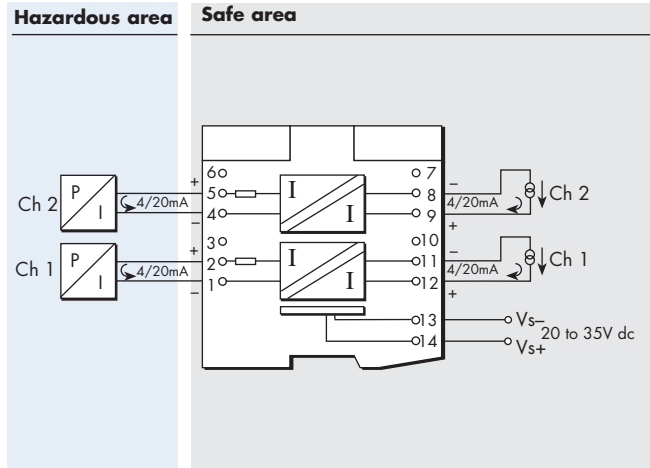 Hazardous area
Safe area
6
7
P
I
Ch 2
4/20mA
+
5
4
–
I
I
8
9
–
4/20mA
+
Ch 2
3
10
P
I
Ch 1
4/20mA
+
2
1
–
I
I
11
12
–
4/20mA
+
Ch 1
13
Vs–
14
Vs+
20 to 35V dc